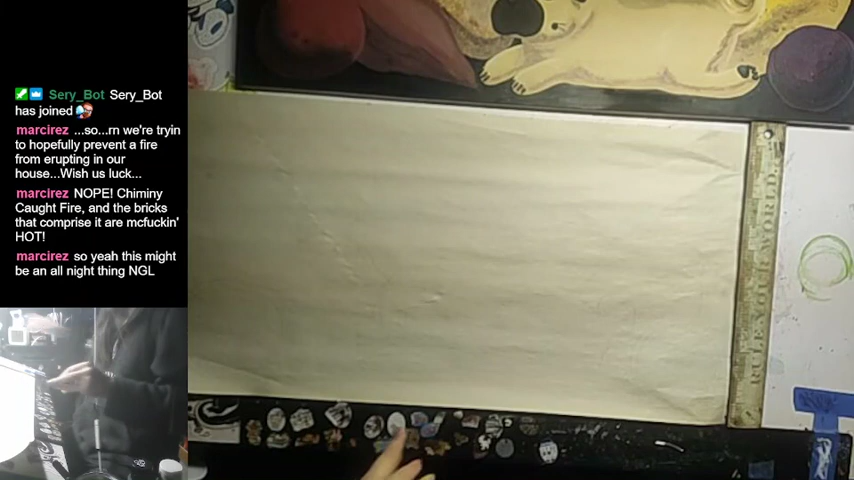 Sery_Bot Sery_Bot
has joined
marcirez ...so...rn we're tryin
to hopefully prevent a fire
from erupting in our
house...Wish us luck...
marcirez NOPE! Chiminy
Caught Fire, and the bricks
that comprise it are mcfuckin'
HOT!
marcirez so yeah this might
be an all night thing NGL
RULE YOUR WORLD